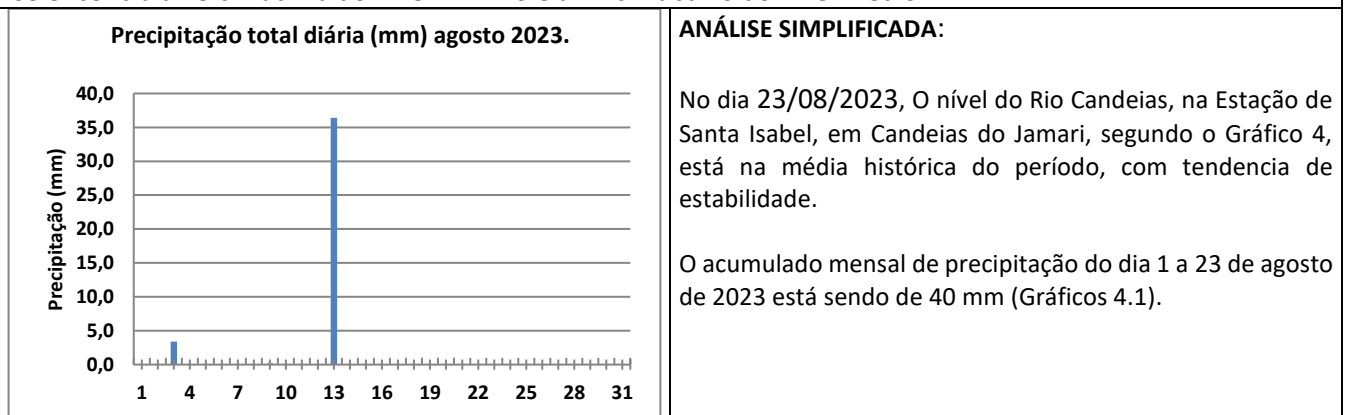 Precipitação total diária (mm) agosto 2023.
Precipitação (mm)
40,0
35,0
30,0
25,0
20,0
15,0
10,0
5,0
0,0
1 4 7 10 13 16 19 22 25 28 31
ANÁLISE SIMPLIFICADA:
No dia 23/08/2023, O nível do Rio Candeias, na Estação de
Santa Isabel, em Candeias do Jamari, segundo o Gráfico 4,
está na média histórica do período, com tendencia de
estabilidade.
O acumulado mensal de precipitação do dia 1 a 23 de agosto
de 2023 está sendo de 40 mm (Gráficos 4.1).